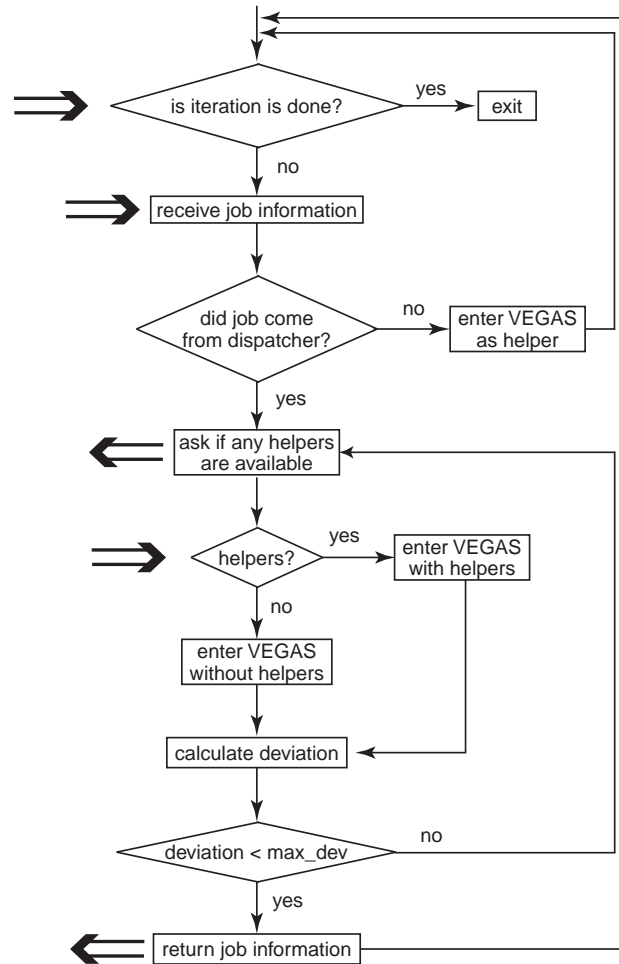 is iteration is done?
yes
exit
no
receive job information
did job come
from dispatcher?
no
enter VEGAS
as helper
yes
ask if any helpers
are available
helpers?
yes
enter VEGAS
with helpers
no
enter VEGAS
without helpers
calculate deviation
deviation < max_dev
no
yes
return job information